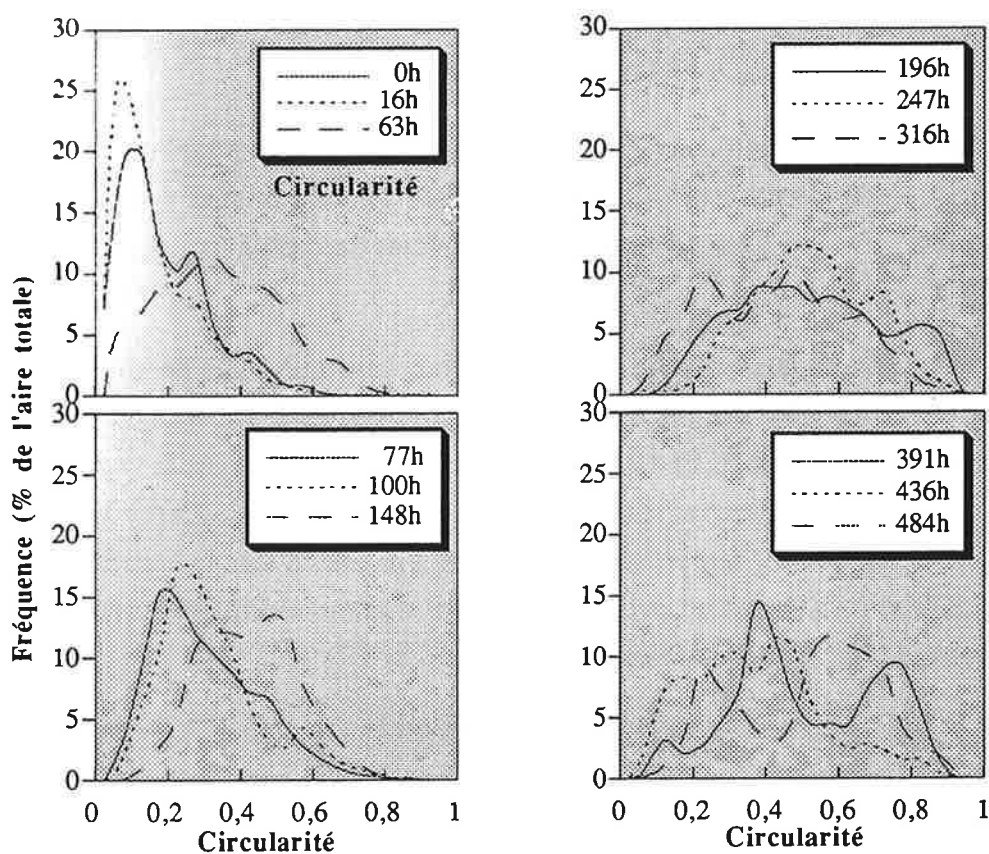 Fréquence (% de l'aire totale)
30
25
20
15
10
5
0
0h
16h
63h
Circularité
30
25
20
15
10
5
0
196h
247h
316h
30
25
20
15
10
5
0
77h
100h
148h
0 0,2 0,4 0,6 0,8 1
Circularité
30
25
20
15
10
5
0
391h
436h
484h
0 0,2 0,4 0,6 0,8 1
Circularité